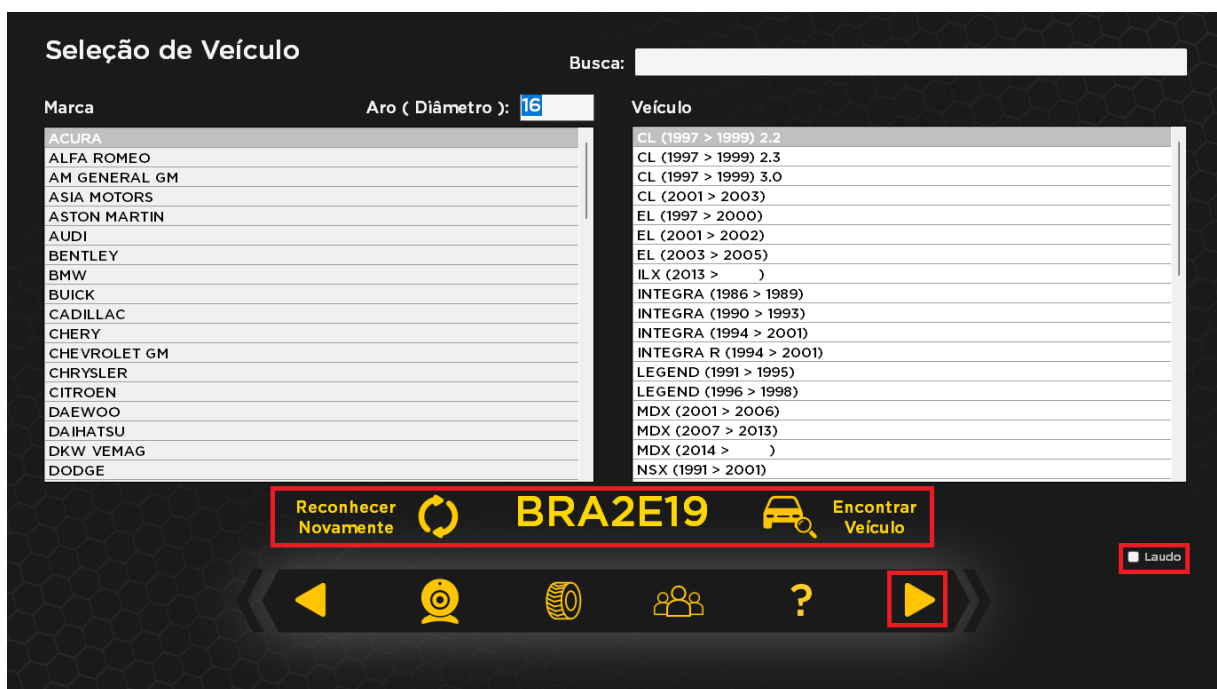 Seleção de Veículo
Busca:
Marca
Aro ( Diâmetro ): 16
ACURA
ALFA ROMEO
AM GENERAL GM
ASIA MOTORS
ASTON MARTIN
AUDI
BENTLEY
BMW
BUICK
CADILLAC
CHERY
CHEVROLET GM
CHRYSLER
CITROEN
DAEWOO
DAIHATSU
DKW VEMAG
DODGE
Veículo
CL (1997 > 1999) 2.2
CL (1997 > 1999) 2.3
CL (1997 > 1999) 3.0
CL (2001 > 2003)
EL (1997 > 2000)
EL (2001 > 2002)
EL (2003 > 2005)
ILX (2013 > )
INTEGRA (1986 > 1989)
INTEGRA (1990 > 1993)
INTEGRA (1994 > 2001)
INTEGRA R (1994 > 2001)
LEGEND (1991 > 1995)
LEGEND (1996 > 1998)
MDX (2001 > 2006)
MDX (2007 > 2013)
MDX (2014 > )
NSX (1991 > 2001)
Reconhecer
Novamente
BRA2E19
Encontrar
Veículo
Laudo
?